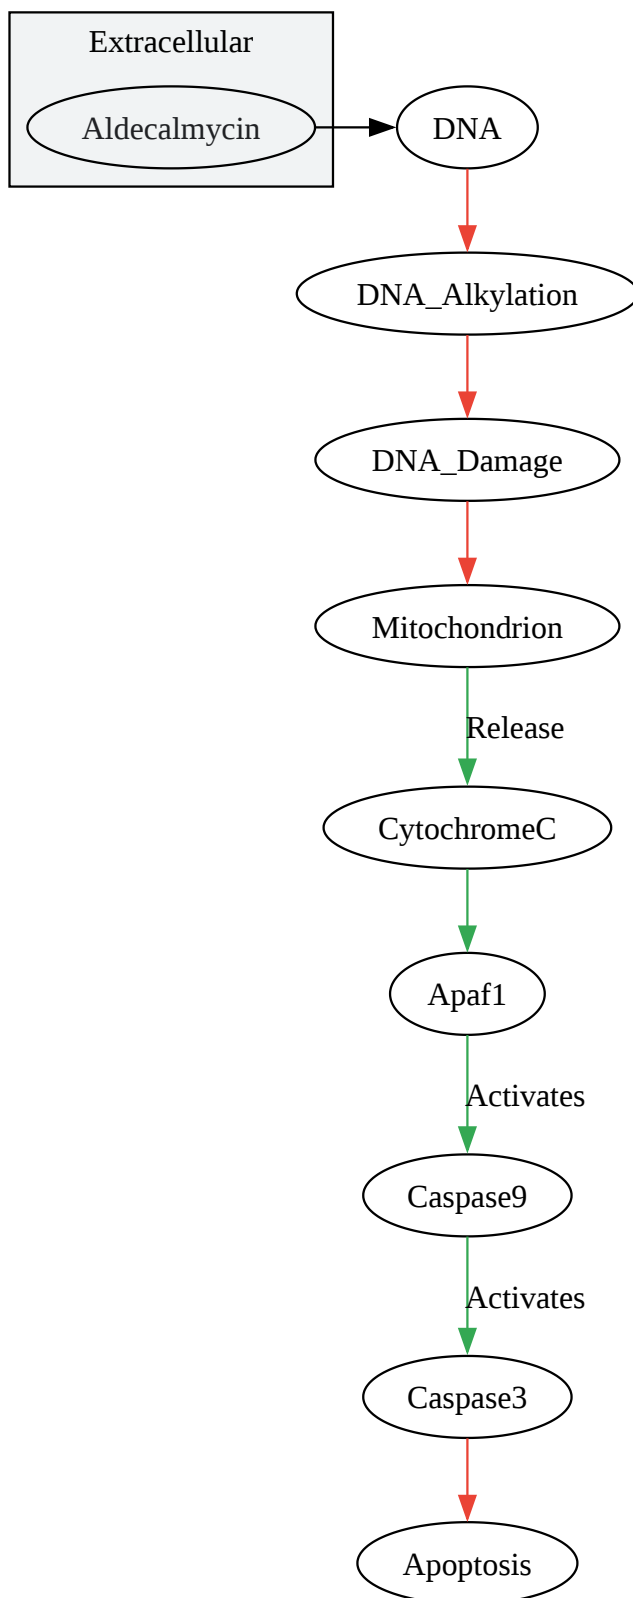 Extracellular
Aldecalmycin
DNA
DNA_Alkylation
DNA_Damage
Mitochondrion
Release
CytochromeC
Apaf1
Activates
Caspase9
Activates
Caspase3
Apoptosis